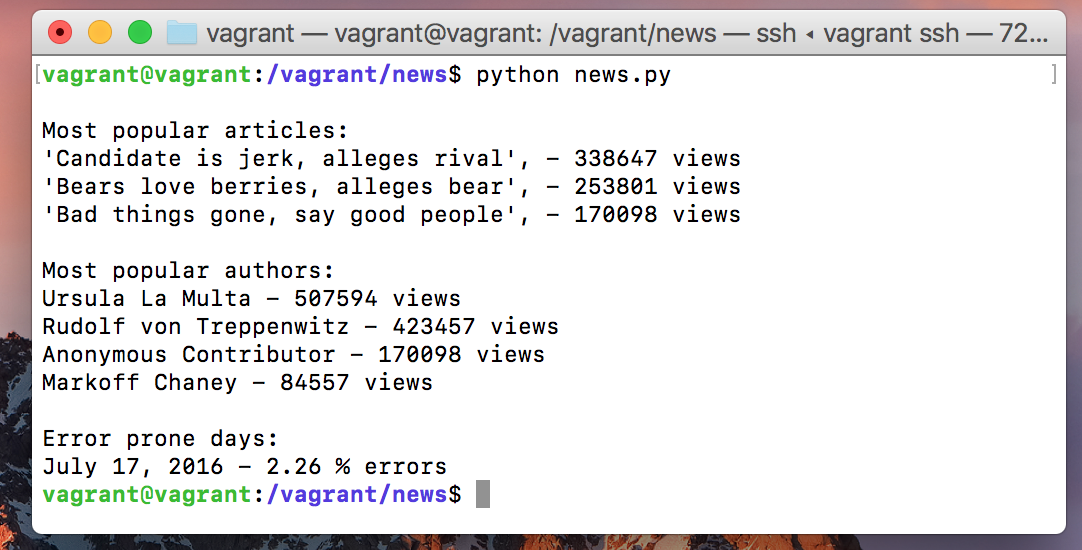 vagrant — vagrant@vagrant: /vagrant/news — ssh ◂ vagrant ssh — 72...
[vagrant@vagrant:/vagrant/news$ python news.py ]
Most popular articles:
'Candidate is jerk, alleges rival', — 338647 views
'Bears love berries, alleges bear', — 253801 views
'Bad things gone, say good people', — 170098 views
Most popular authors:
Ursula La Multa — 507594 views
Rudolf von Treppenwitz — 423457 views
Anonymous Contributor — 170098 views
Markoff Chaney — 84557 views
Error prone days:
July 17, 2016 — 2.26 % errors
vagrant@vagrant:/vagrant/news$